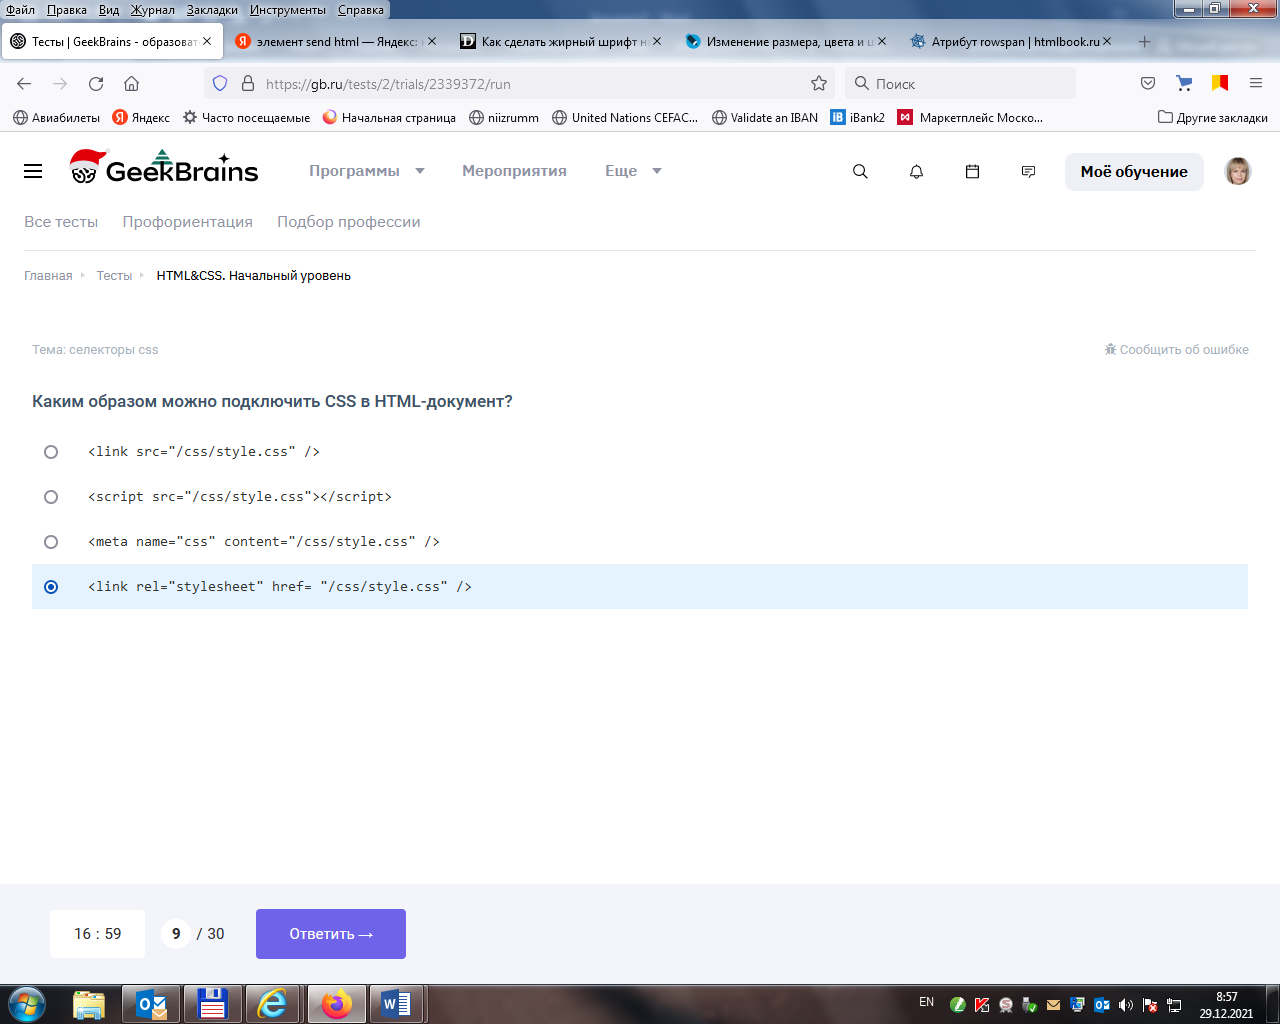 Файл Правка Вид Журнал Закладки Инструменты Справка
Тесты | GeekBrains - образоват
элемент send html — Яндекс:
Как сделать жирный шрифт
Изменение размера, цвета и
Атрибут rowspan | htmlbook.ru
https://gb.ru/tests/2/trials/2339372/run
Поиск
Авиабилеты Яндекс Часто посещаемые Начальная страница niizrumm United Nations CEFAC... Validate an IBAN iBank2 Маркетплейс Моско... Другие закладки
GeekBrains Программы Мероприятия Еще Моё обучение
Все тесты Профориентация Подбор профессии
Главная Тесты HTML&CSS. Начальный уровень
Тема: селекторы css Сообщить об ошибке
Каким образом можно подключить CSS в HTML-документ?
<link src="/css/style.css" />
<script src="/css/style.css"></script>
<meta name="css" content="/css/style.css" />
<link rel="stylesheet" href= "/css/style.css" />
16 : 59 9 / 30 Ответить →
EN 8:57
29.12.2021